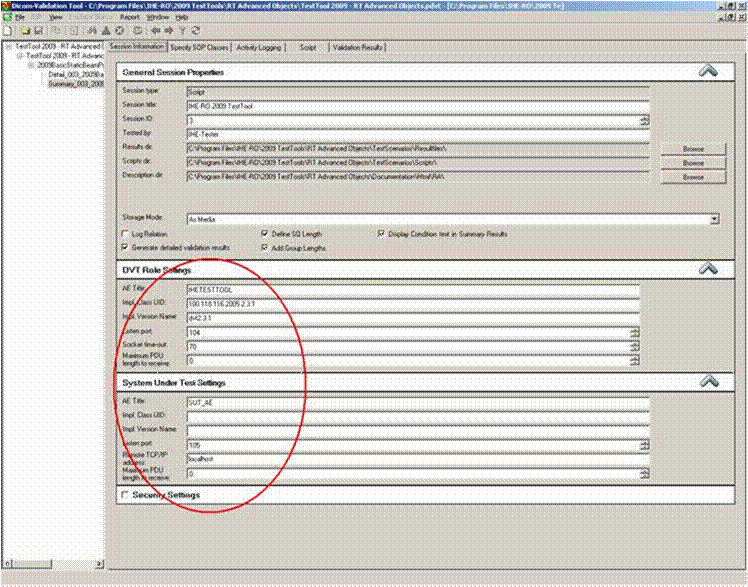 Dicom-Validation Tool - C:\Program Files\IHE-RO\2009 TestTools\RT Advanced Objects\TestTool 2009 - RT Advanced Objects.pdvt - [C:\Program Files\IHE-RO\2009 Te]
File Edit View Report Window Help
TestTool 2009 - RT Advanced O
TestTool 2009 - RT Advanc
2009BasicStaticBeamPr
Detail_003_2009Ba
Summary_003_2009
Session Information Specify SOP Classes Activity Logging Script Validation Results
General Session Properties
Session type: Script
Session title: IHE-RO 2009 TestTool
Session ID: 3
Tested by: IHE-Tester
Results dir: C:\Program Files\IHE-RO\2009 TestTools\RT Advanced Objects\TestScenarios\Resultfiles\ Browse
Scripts dir: C:\Program Files\IHE-RO\2009 TestTools\RT Advanced Objects\TestScenarios\Scripts\ Browse
Description dir: C:\Program Files\IHE-RO\2009 TestTools\RT Advanced Objects\Documentation\Html\RA\ Browse
Storage Mode: As Media
Log Relation Define SQ Length Display Condition text in Summary Results
Generate detailed validation results Add Group Lengths
DVT Role Settings
AE Title: IHETESTTOOL
Impl. Class UID: 100.118.116.2005.2.3.1
Impl. Version Name: dvt2.3.1
Listen port: 104
Socket time-out: 70
Maximum PDU
length to receive: 0
System Under Test Settings
AE Title: SUT_AE
Impl. Class UID:
Impl. Version Name:
Listen port: 105
Remote TCP/IP
address: localhost
Maximum PDU
length to receive: 0
Security Settings